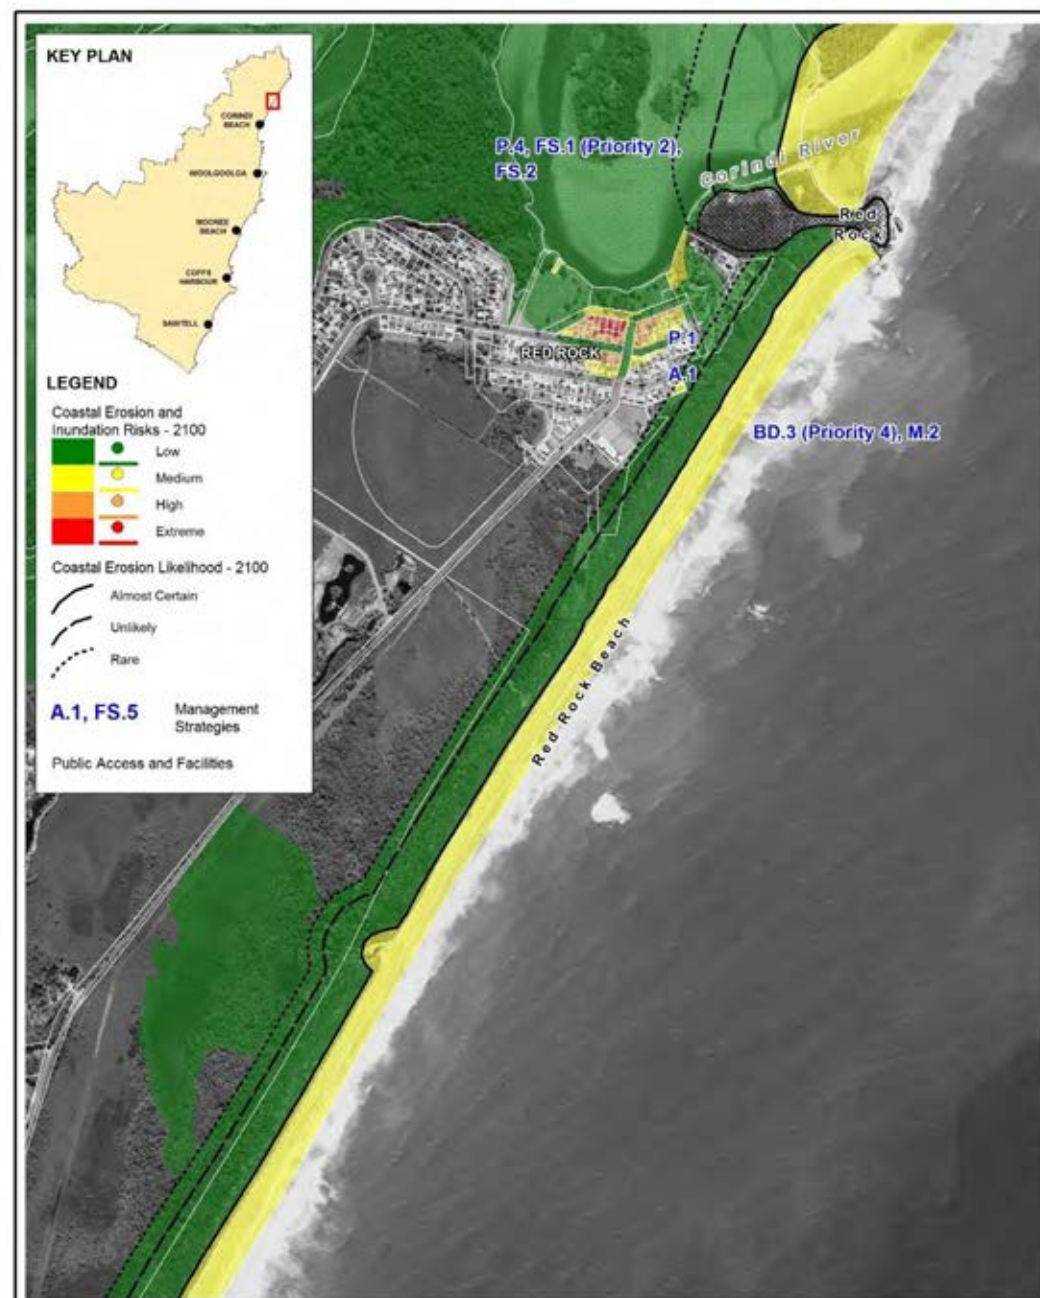 KEY PLAN
CORINDI
BEACH
WOOLGOOLGA
MOONEE
BEACH
COFFS
HARBOUR
SAWTELL
LEGEND
Coastal Erosion and
Inundation Risks - 2100
Low
Medium
High
Extreme
Coastal Erosion Likelihood - 2100
Almost Certain
Unlikely
Rare
A.1, FS.5
Management
Strategies
Public Access and Facilities
P.4, FS.1 (Priority 2),
FS.2
Corindi River
Red
Rock
RED ROCK
P.1
A.1
BD.3 (Priority 4), M.2
Red Rock Beach